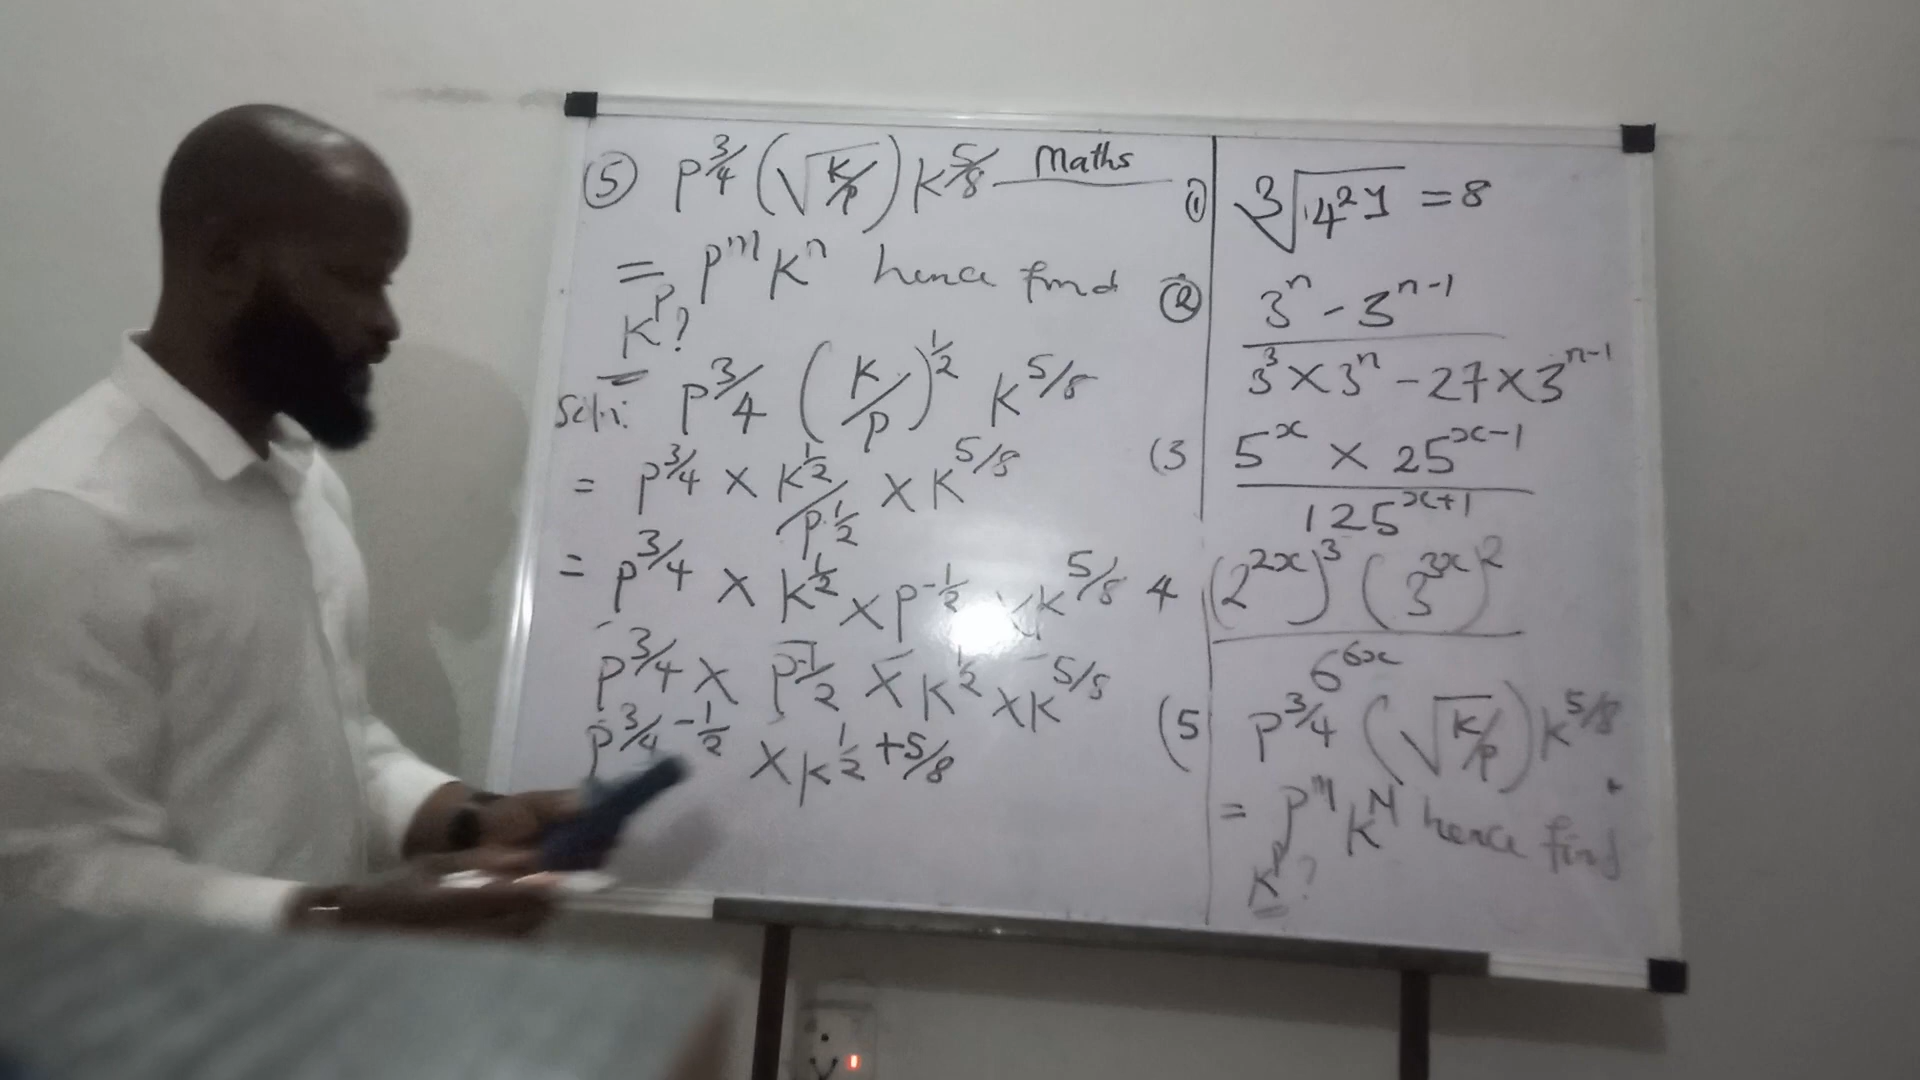 Maths
⑤ P^3/4 (√K/P) K^5/8
= P^m K^n hence find
K^P?
Soln: P^3/4 (K/P)^1/2 K^5/8
= P^3/4 × K^1/2 / P^1/2 × K^5/8
= P^3/4 × K^1/2 × P^-1/2 × K^5/8
P^3/4 × P^-1/2 × K^1/2 × K^5/8
P^3/4 - 1/2 × K^1/2 + 5/8
① ∛4^2y = 8
② 3^n - 3^n-1
3^3 × 3^n - 27 × 3^n-1
(3 5^x × 25^x-1
125^x+1
4 (2^2x)^3 (3^3x)^2
6^6x
(5 P^3/4 (√K/P) K^5/8
= P^m K^N hence find
K^P?